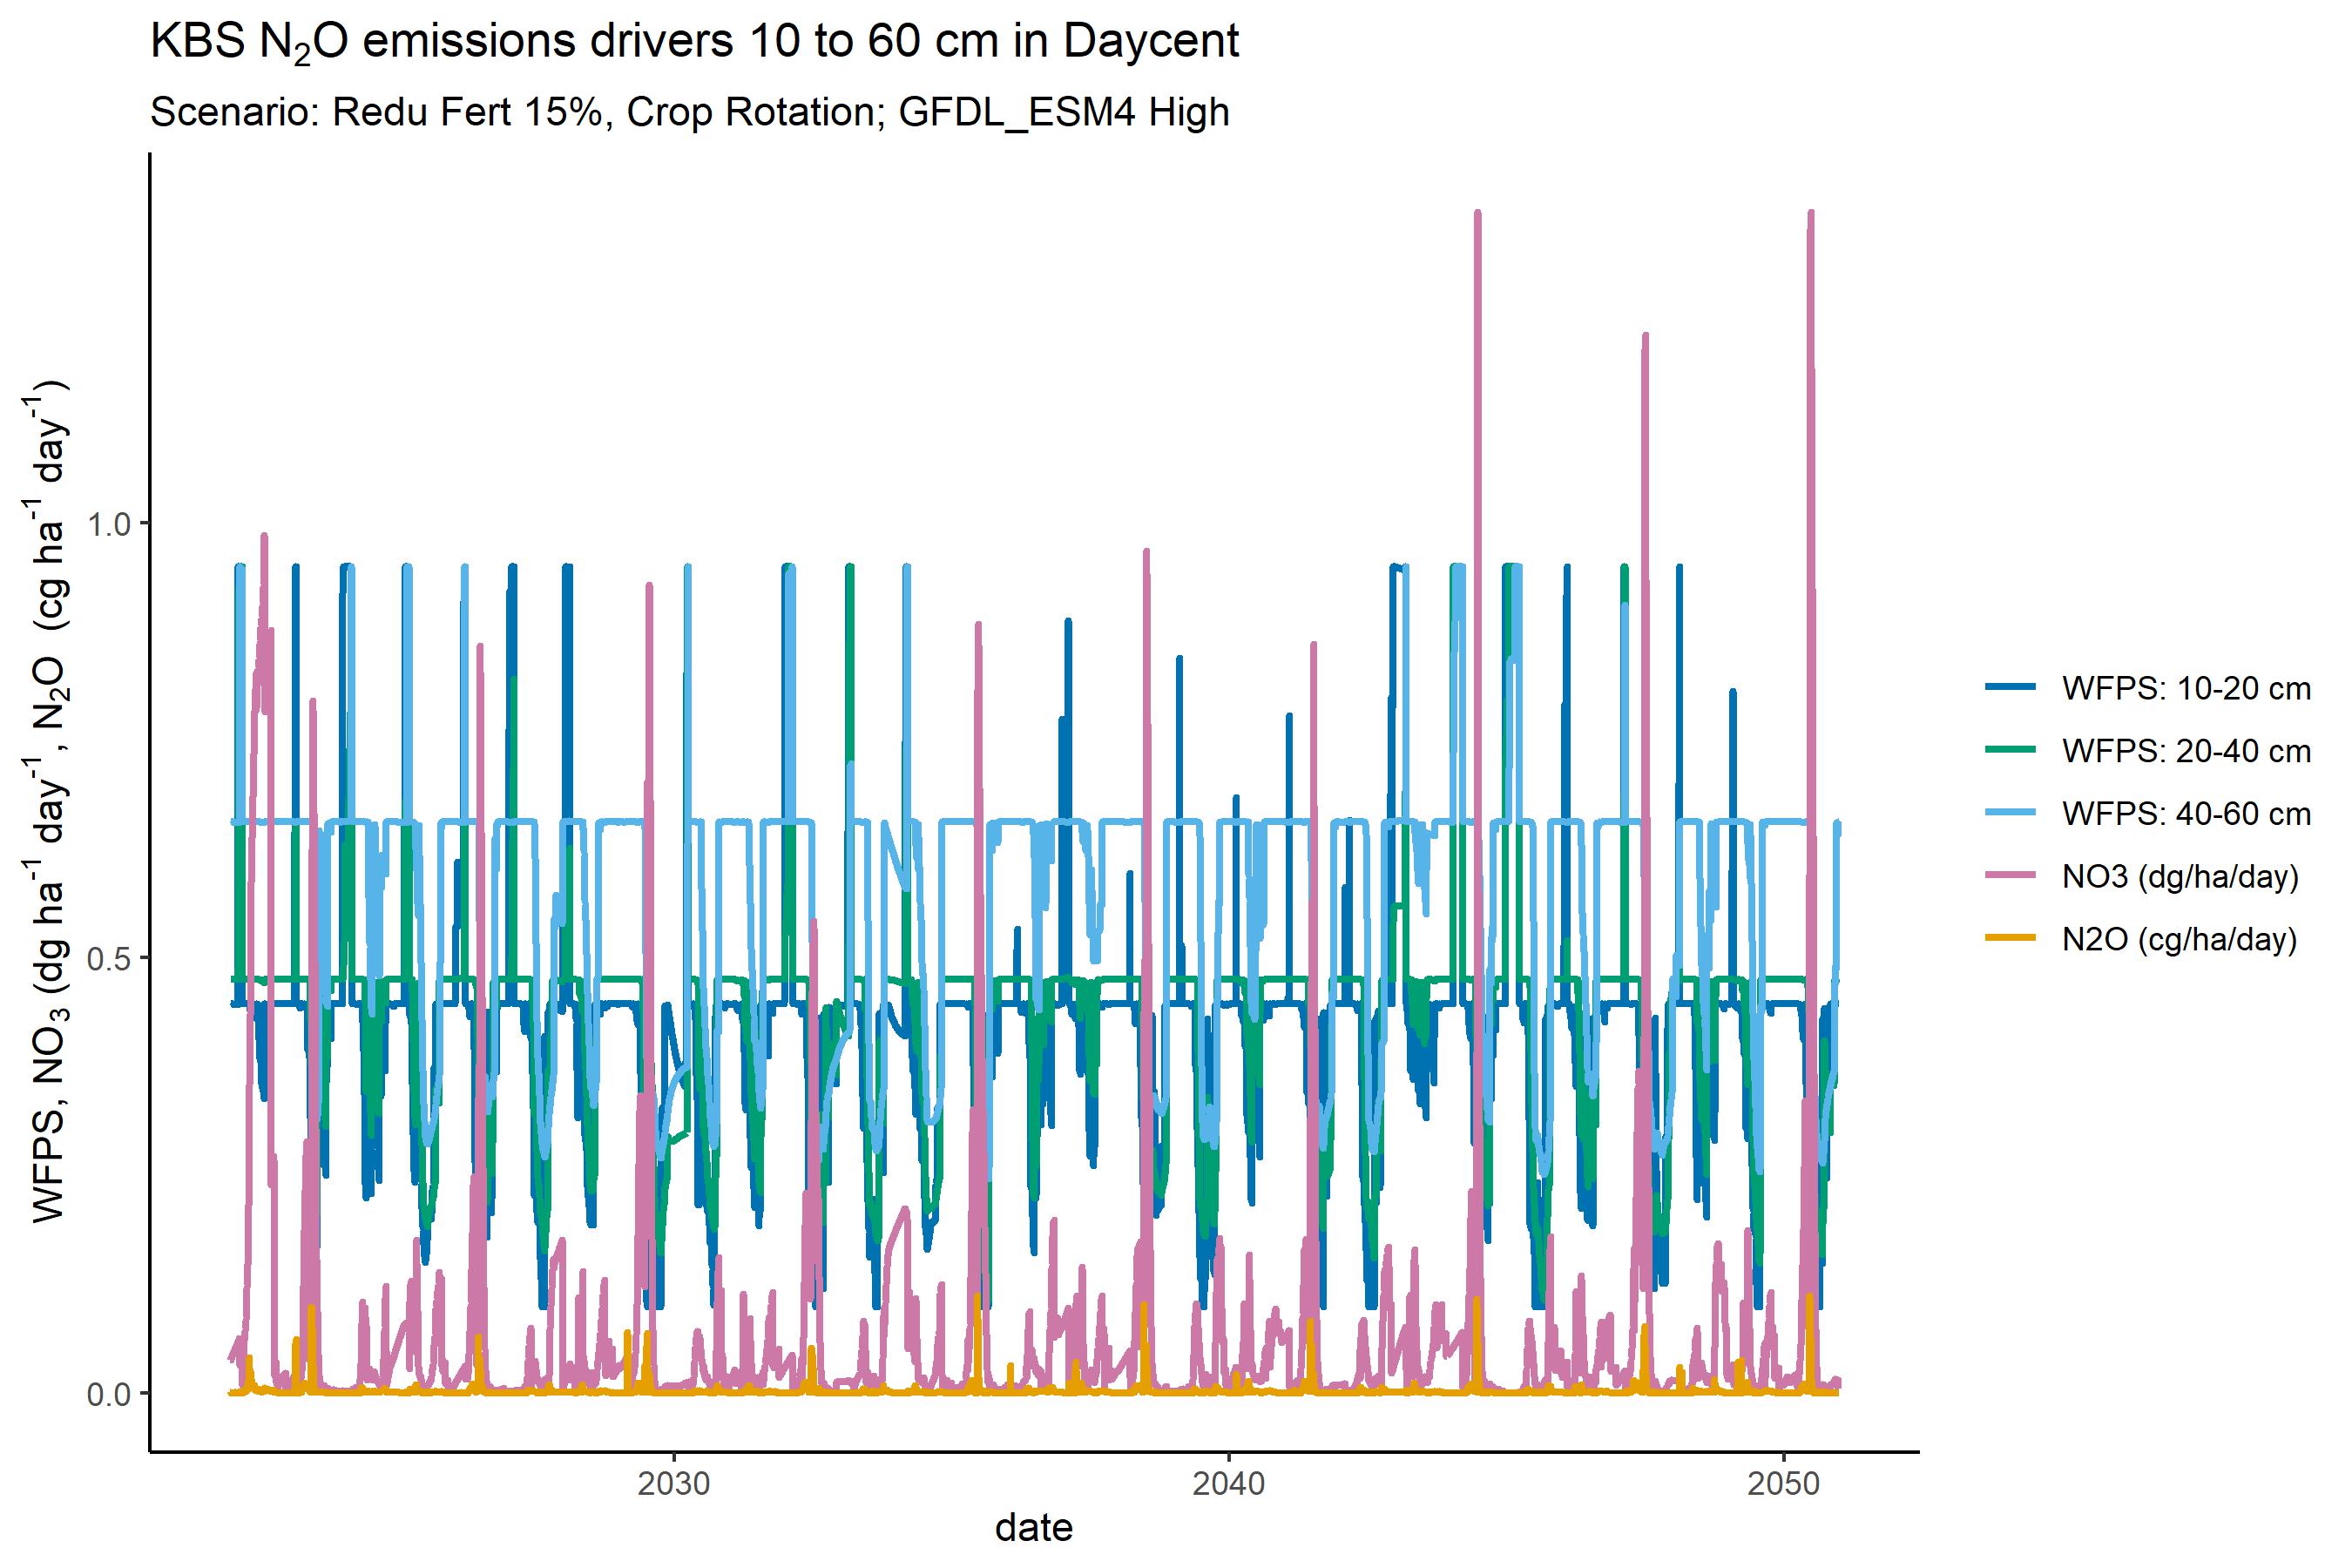 KBS N₂O emissions drivers 10 to 60 cm in Daycent
Scenario: Redu Fert 15%, Crop Rotation; GFDL_ESM4 High
WFPS, NO₃ (dg ha⁻¹ day⁻¹, N₂O (cg ha⁻¹ day⁻¹)
1.0
0.5
0.0
2030
2040
2050
date
WFPS: 10-20 cm
WFPS: 20-40 cm
WFPS: 40-60 cm
NO3 (dg/ha/day)
N2O (cg/ha/day)